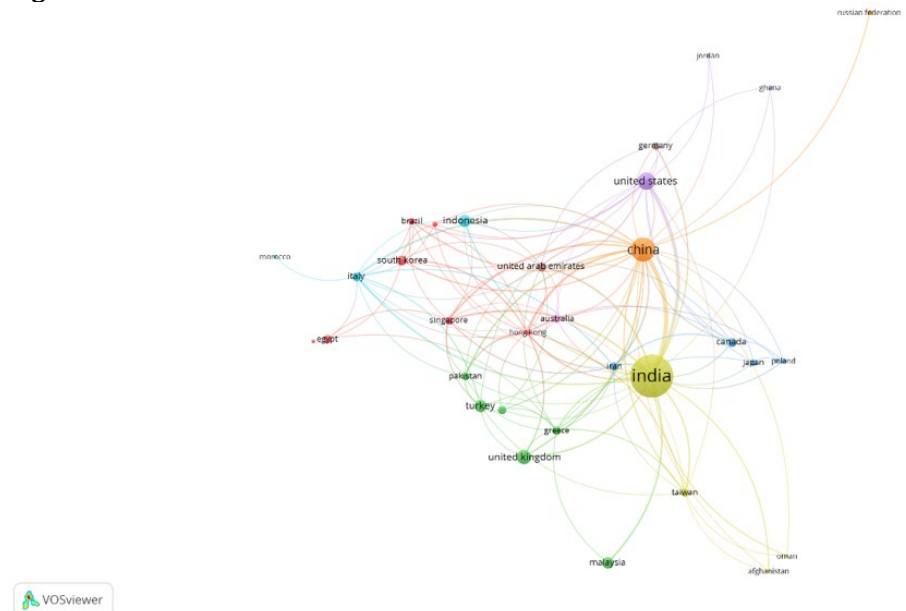 russian federation
jordan
ghana
germany
united states
brazil
indonesia
china
morocco
south korea
united arab emirates
italy
singapore
australia
hong kong
egypt
canada
iran
japan
poland
pakistan
india
turkey
greece
united kingdom
taiwan
malaysia
oman
afghanistan
VOSviewer